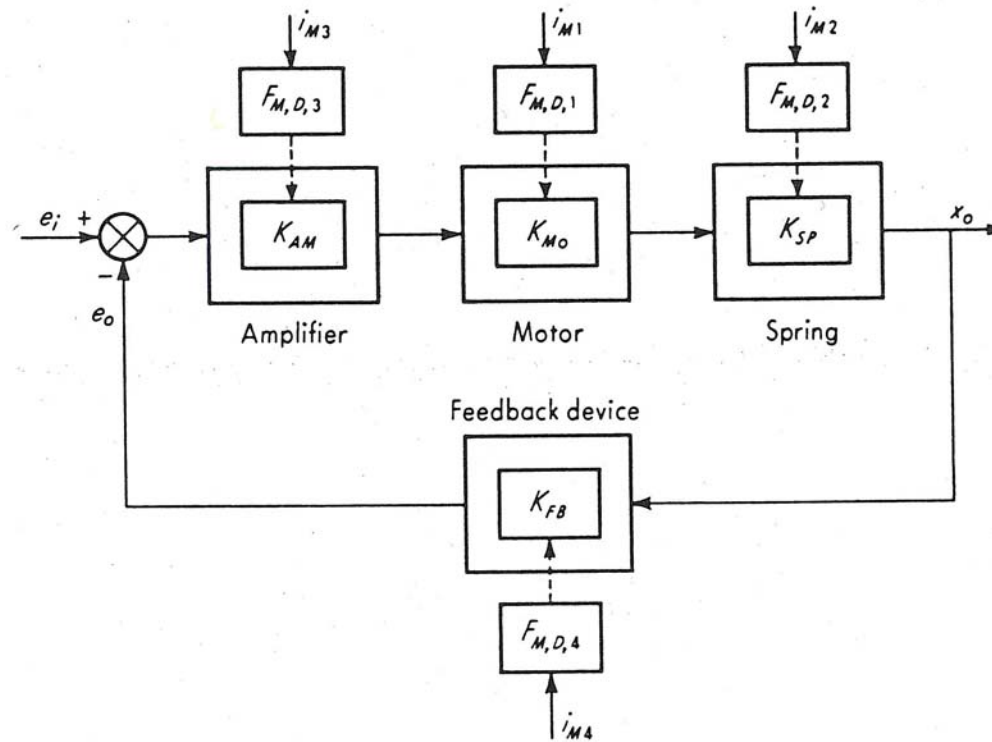 i_M3
i_M1
i_M2
F_M,D,3
F_M,D,1
F_M,D,2
e_i
+
K_AM
K_Mo
K_SP
x_o
−
e_o
Amplifier
Motor
Spring
Feedback device
K_FB
F_M,D,4
i_M4